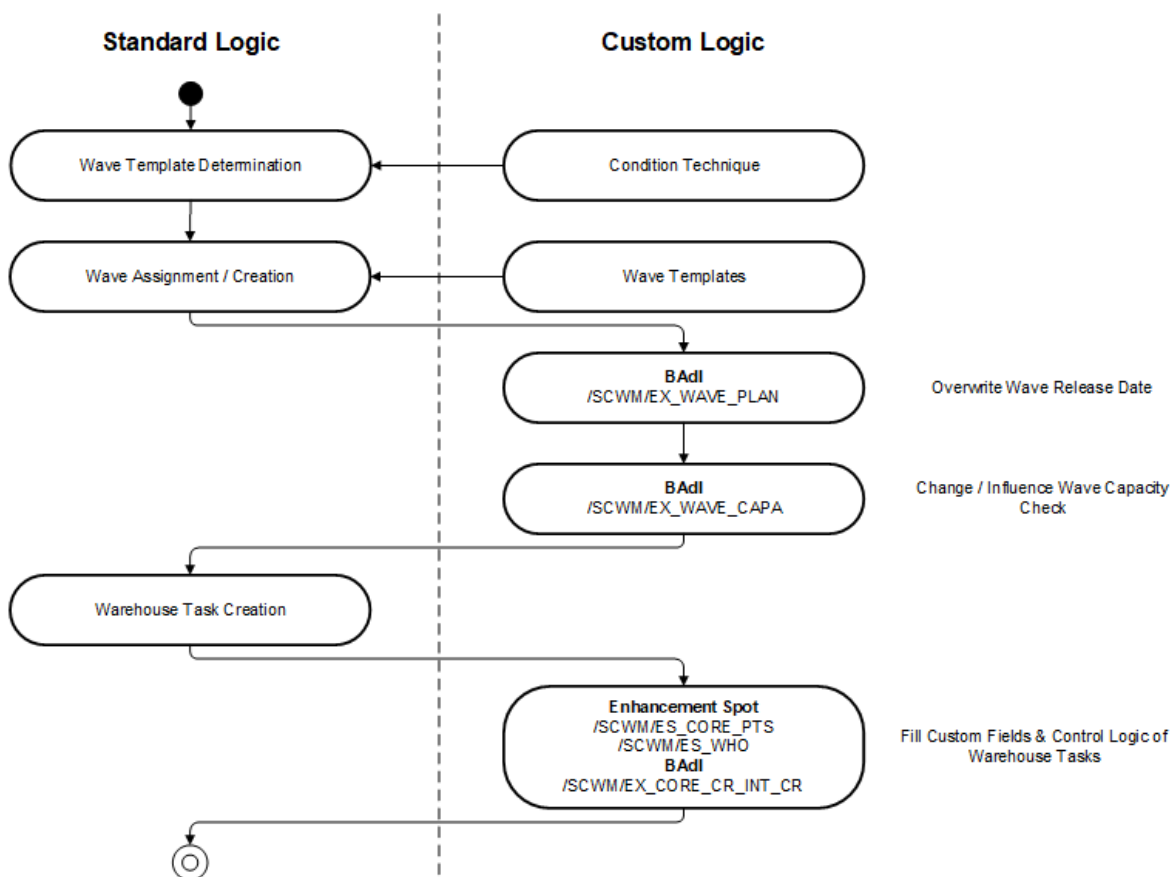 Standard Logic
Custom Logic
Wave Template Determination
Condition Technique
Wave Assignment / Creation
Wave Templates
BAdI
/SCWM/EX_WAVE_PLAN
Overwrite Wave Release Date
BAdI
/SCWM/EX_WAVE_CAPA
Change / Influence Wave Capacity
Check
Warehouse Task Creation
Enhancement Spot
/SCWM/ES_CORE_PTS
/SCWM/ES_WHO
BAdI
/SCWM/EX_CORE_CR_INT_CR
Fill Custom Fields & Control Logic of
Warehouse Tasks